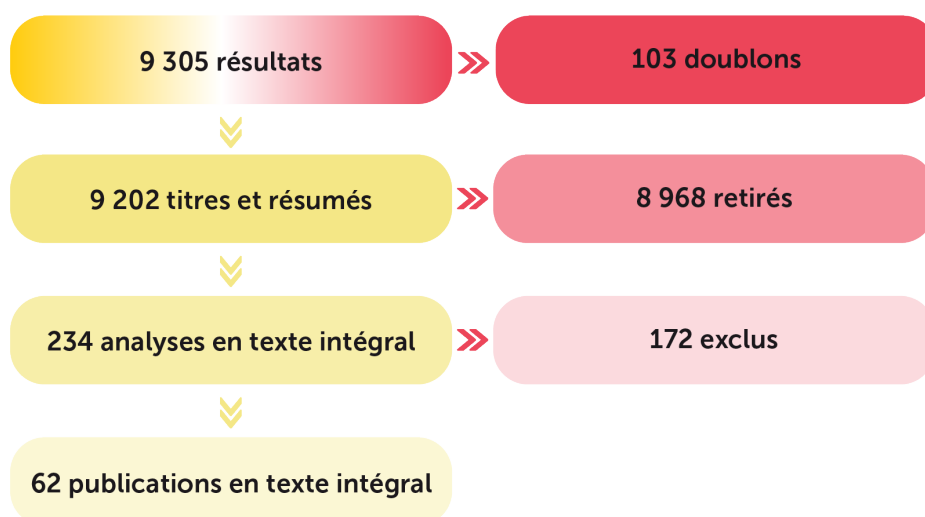 9 305 résultats
103 doublons
9 202 titres et résumés
8 968 retirés
234 analyses en texte intégral
172 exclus
62 publications en texte intégral